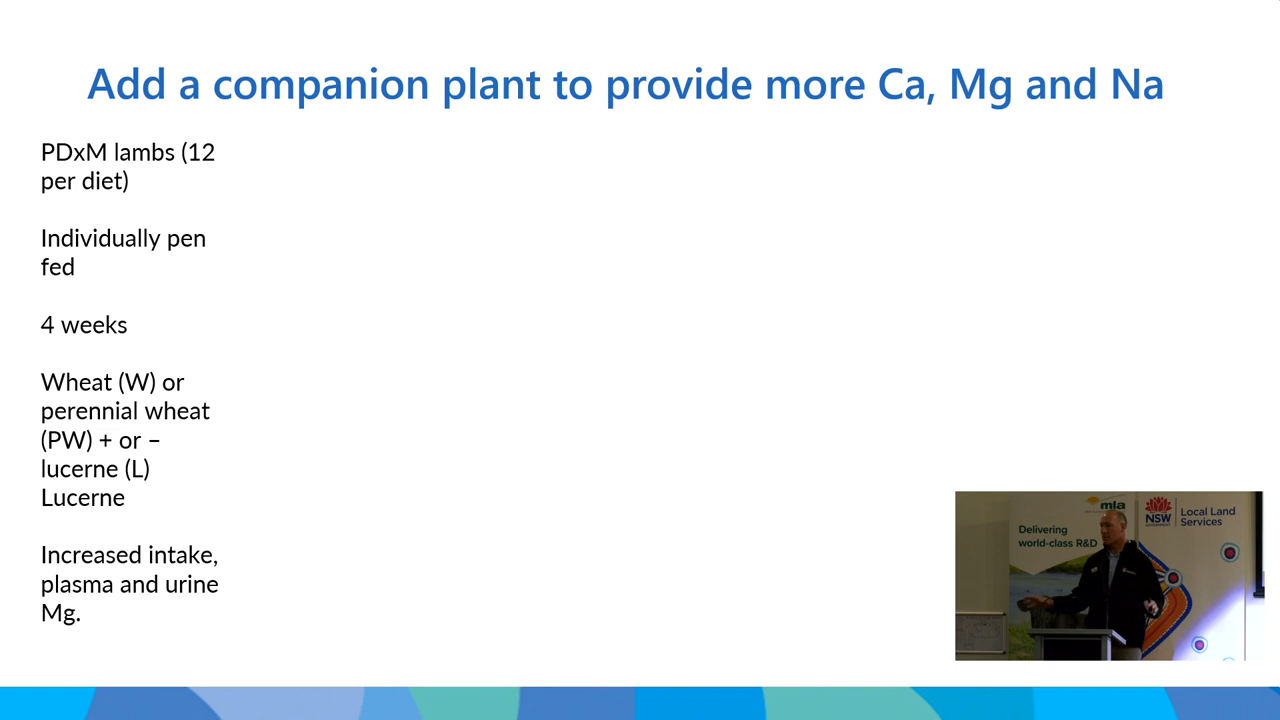 Add a companion plant to provide more Ca, Mg and Na
PDxM lambs (12
per diet)
Individually pen
fed
4 weeks
Wheat (W) or
perennial wheat
(PW) + or –
lucerne (L)
Lucerne
Increased intake,
plasma and urine
Mg.
mla
Delivering
world-class R&D
NSW
GOVERNMENT
Local Land
Services